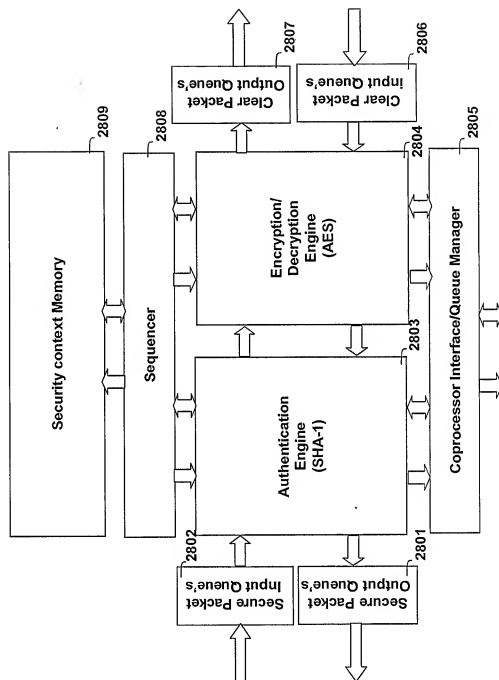 2809
Security context Memory
2808
Sequencer
2802
Secure Packet
Input Queue's
2801
Secure Packet
Output Queue's
Authentication
Engine
(SHA-1)
2803
Encryption/
Decryption
Engine
(AES)
2804
2807
Clear Packet
Output Queue's
2806
Clear Packet
input Queue's
2805
Coprocessor Interface/Queue Manager